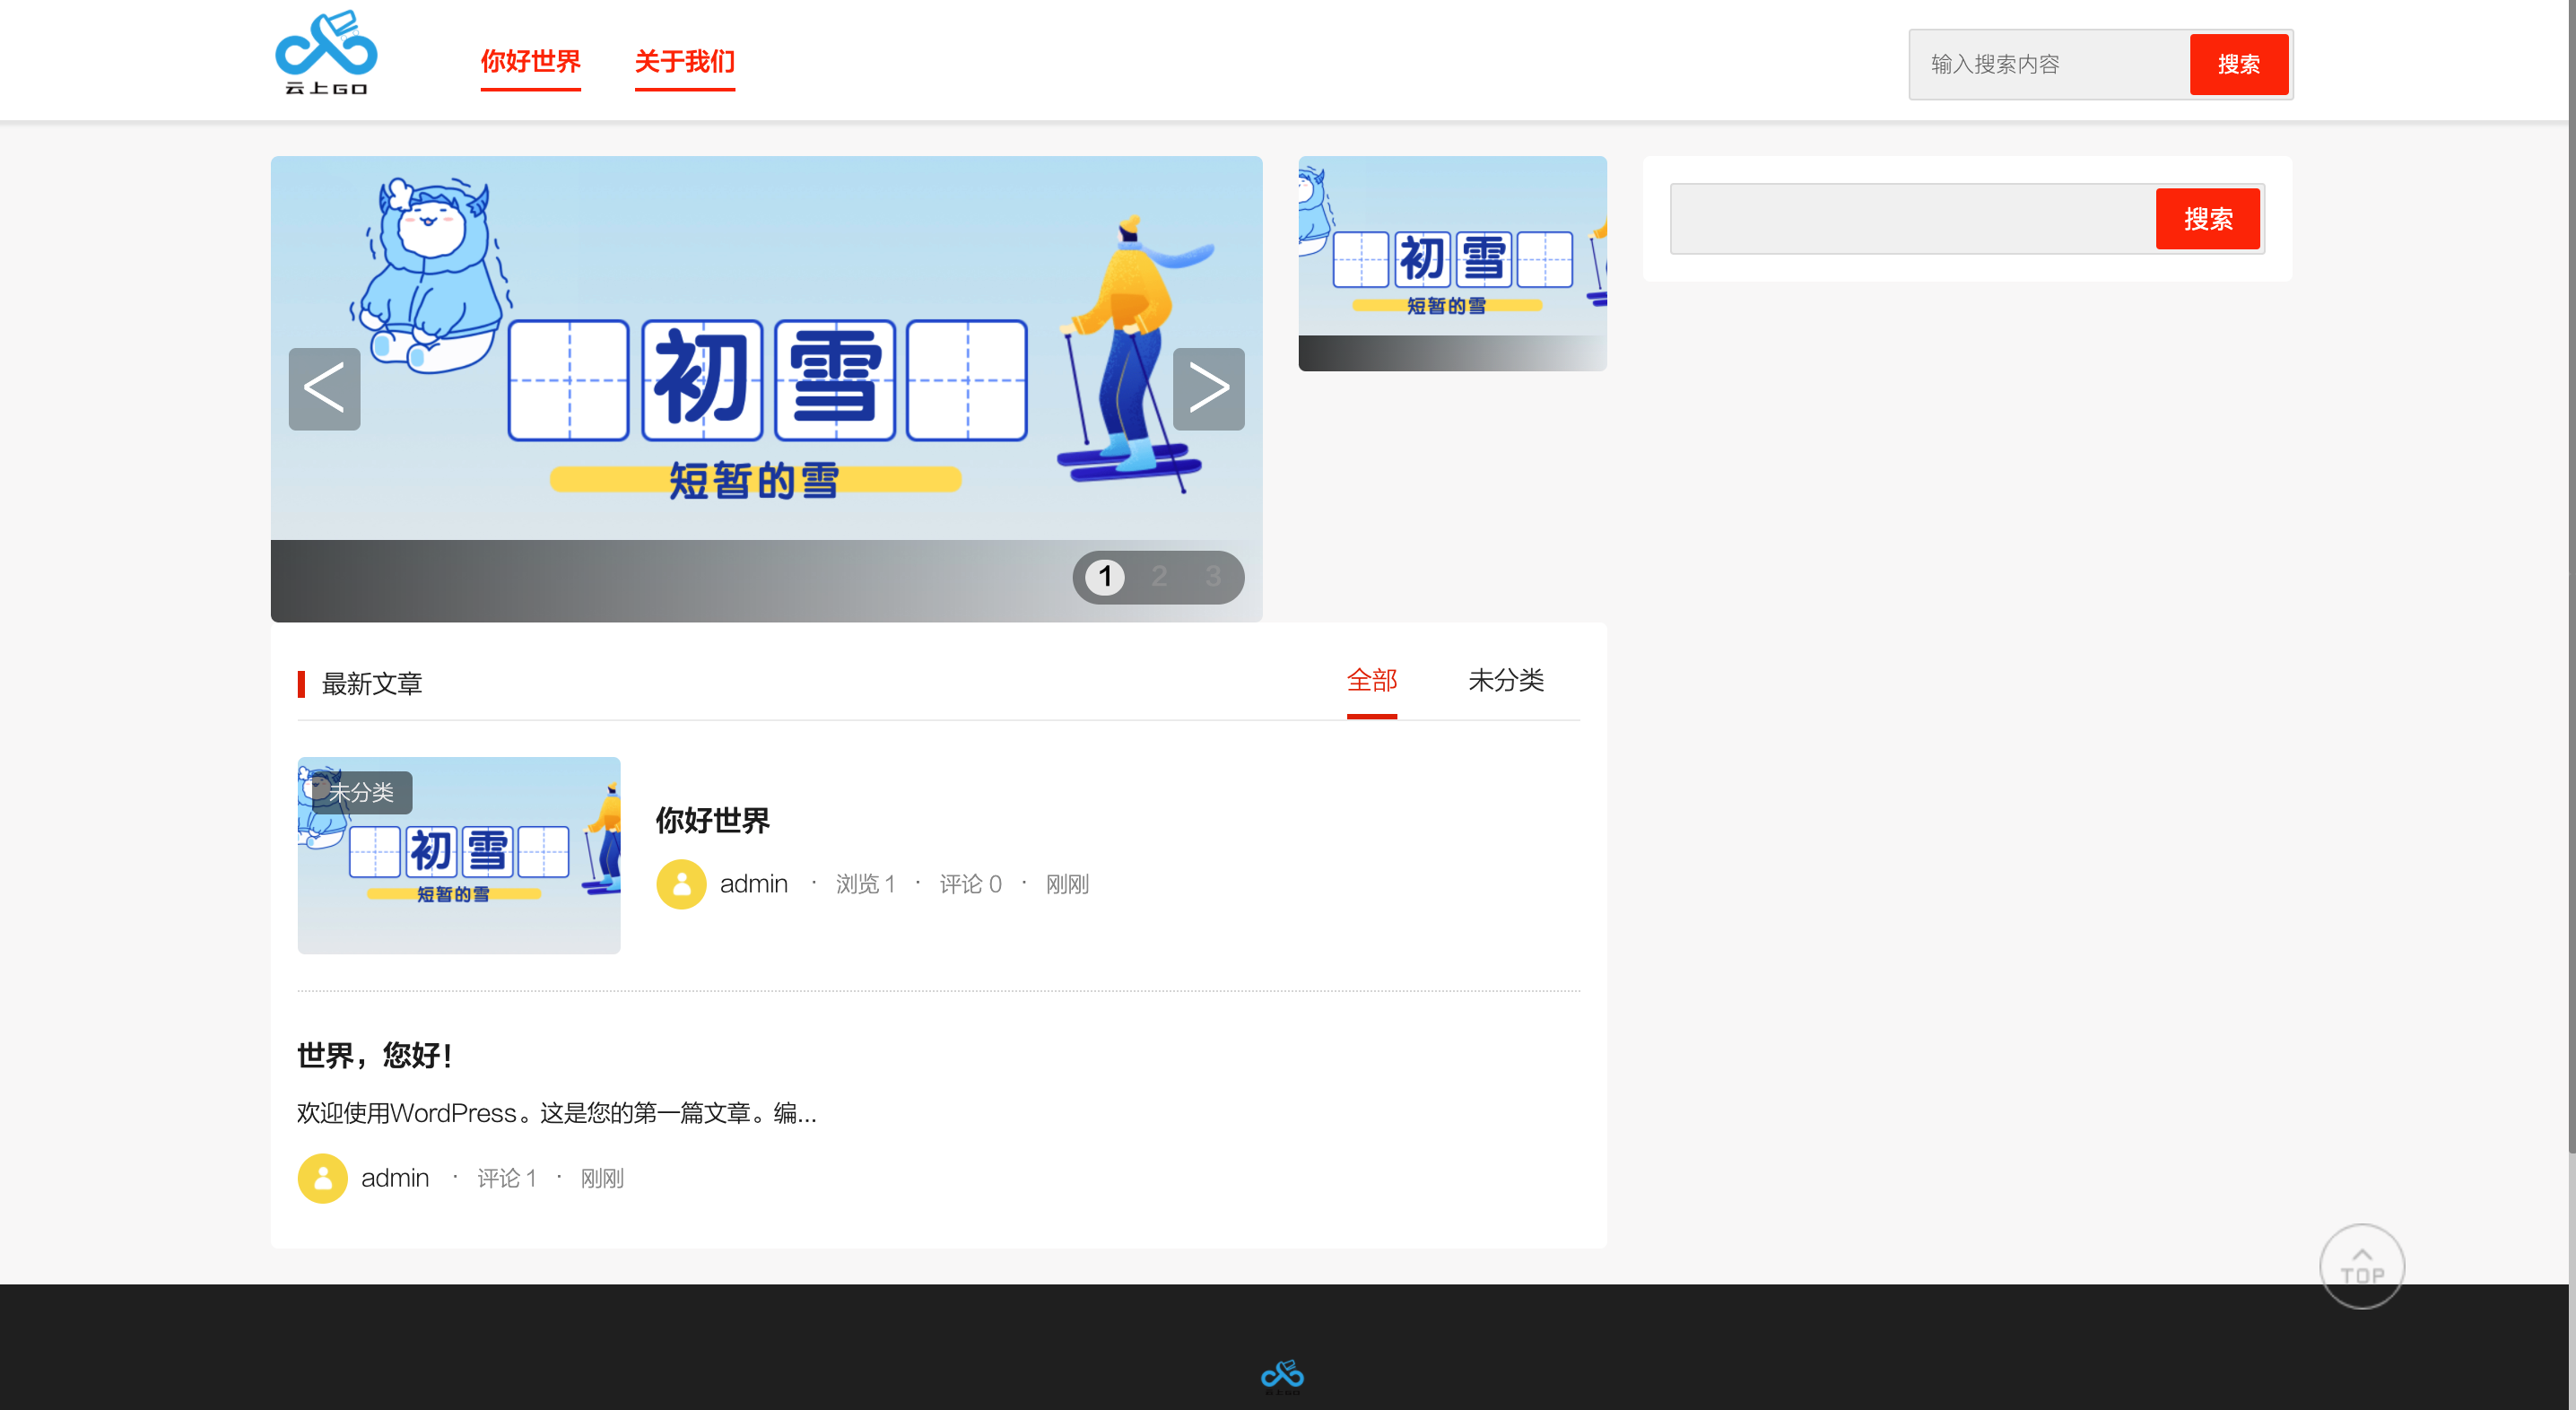 云上GO
你好世界
关于我们
输入搜索内容
搜索
初雪
短暂的雪
<
>
1 2 3
初雪
短暂的雪
搜索
最新文章
全部
未分类
未分类
初雪
短暂的雪
你好世界
admin · 浏览 1 · 评论 0 · 刚刚
世界，您好！
欢迎使用WordPress。这是您的第一篇文章。编...
admin · 评论 1 · 刚刚
TOP